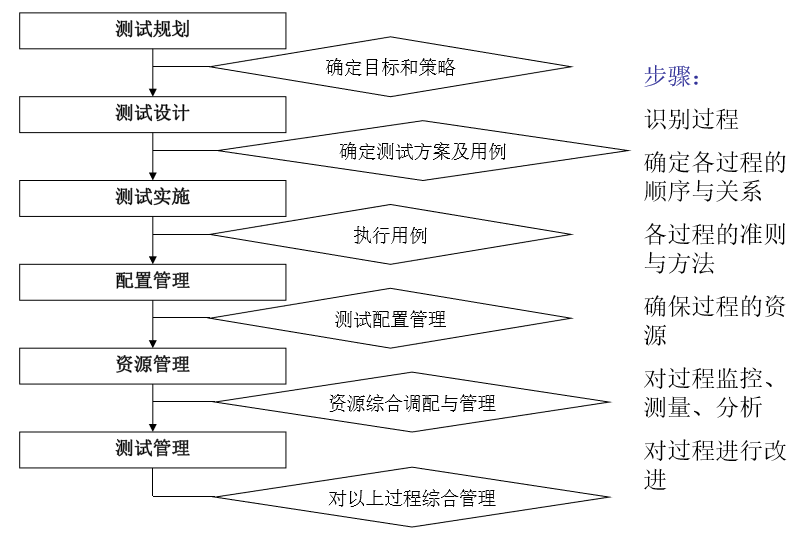 测试规划
确定目标和策略
测试设计
确定测试方案及用例
测试实施
执行用例
配置管理
测试配置管理
资源管理
资源综合调配与管理
测试管理
对以上过程综合管理
步骤：
识别过程
确定各过程的
顺序与关系
各过程的准则
与方法
确保过程的资
源
对过程监控、
测量、分析
对过程进行改
进